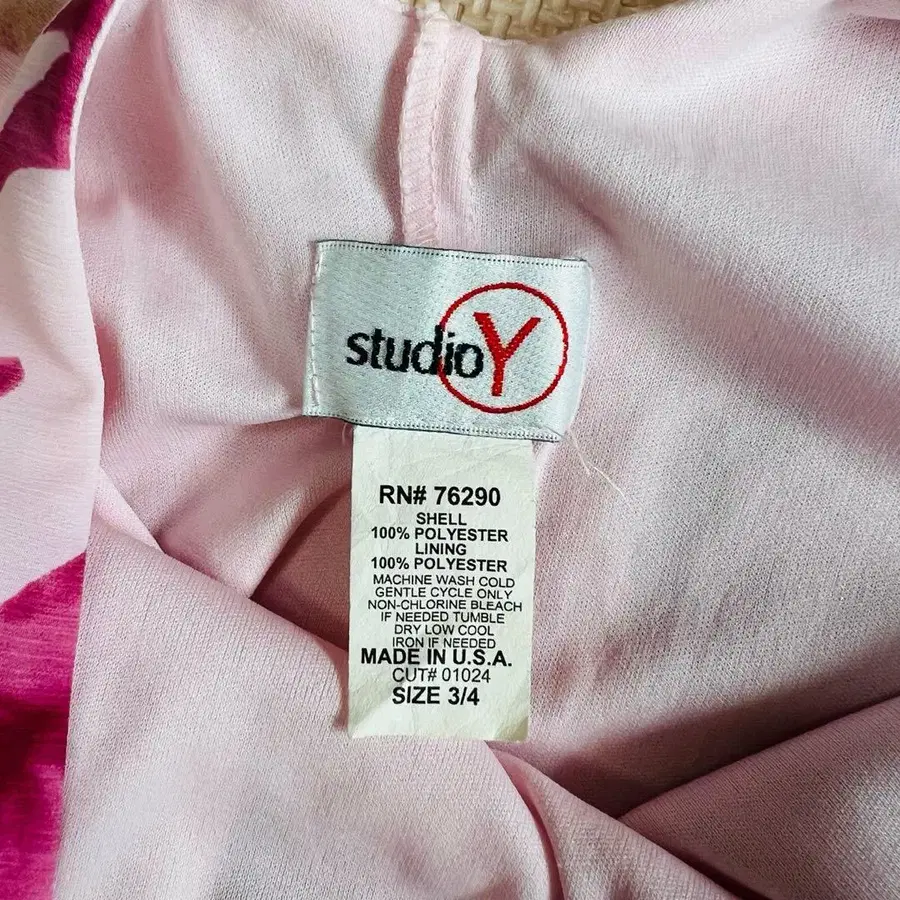 studio Y
RN# 76290
SHELL
100% POLYESTER
LINING
100% POLYESTER
MACHINE WASH COLD
GENTLE CYCLE ONLY
NON-CHLORINE BLEACH
IF NEEDED TUMBLE
DRY LOW COOL
IRON IF NEEDED
MADE IN U.S.A.
CUT# 01024
SIZE 3/4